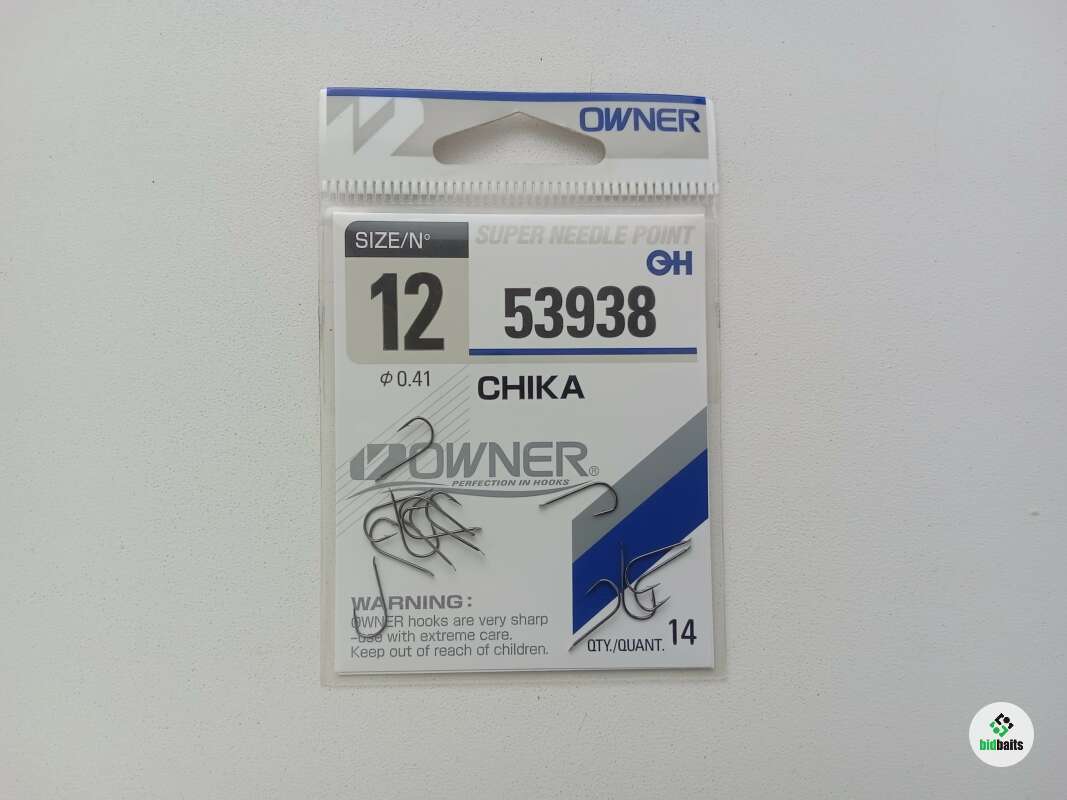 OWNER
SIZE/N°
SUPER NEEDLE POINT
OH
12
53938
φ 0.41
CHIKA
OWNER®
PERFECTION IN HOOKS
WARNING:
OWNER hooks are very sharp
-use with extreme care.
Keep out of reach of children.
QTY./QUANT. 14
bidbaits